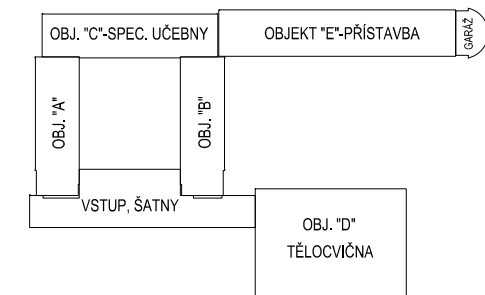 OBJ. "C"-SPEC. UČEBNY
OBJEKT "E"-PŘÍSTAVBA
GARÁŽ
OBJ. "A"
OBJ. "B"
VSTUP, ŠATNY
OBJ. "D"
TĚLOCVIČNA